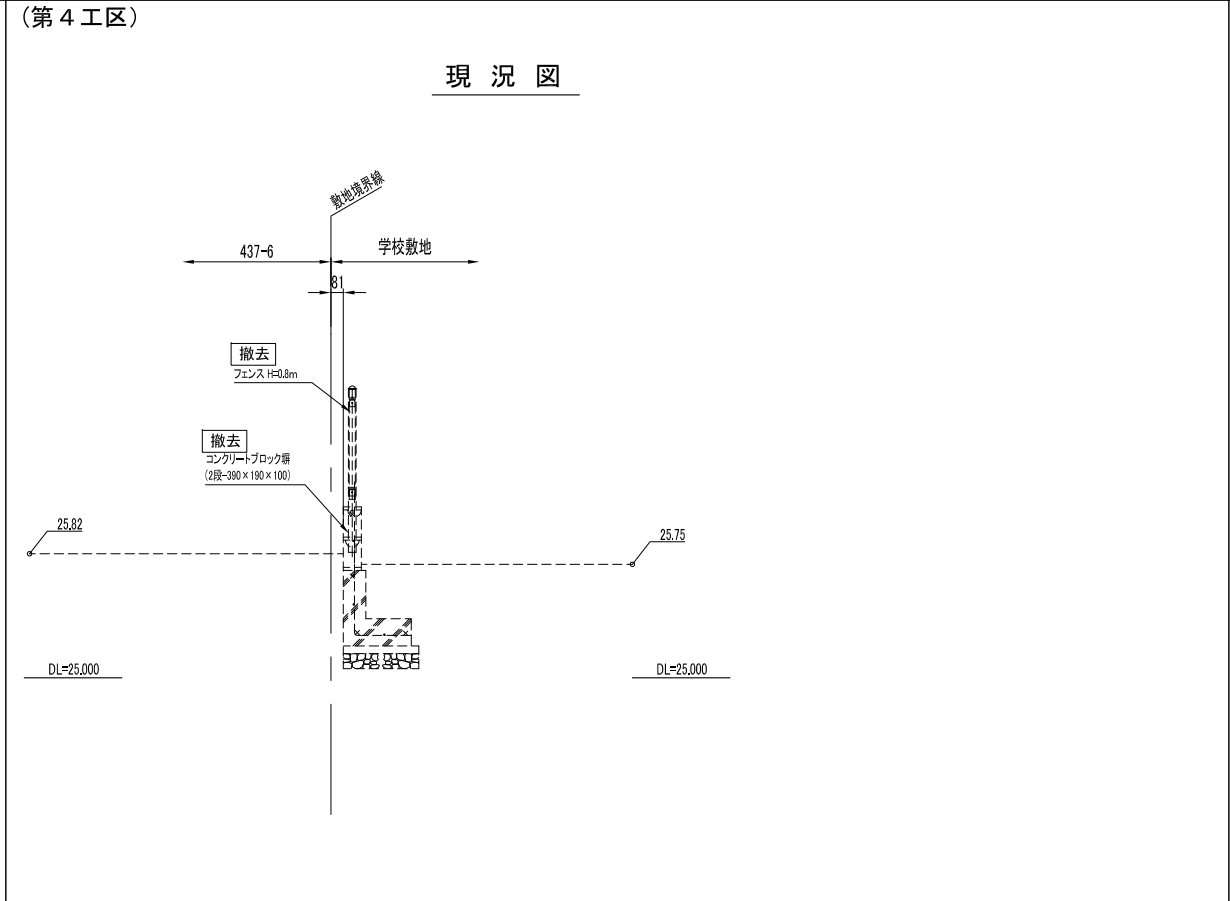 (第４工区)
現 況 図
敷地境界線
437-6
学校敷地
81
撤去
フェンス H=0.8m
撤去
コンクリートブロック塀
(2段-390×190×100)
25.82
25.75
DL=25.000
DL=25.000